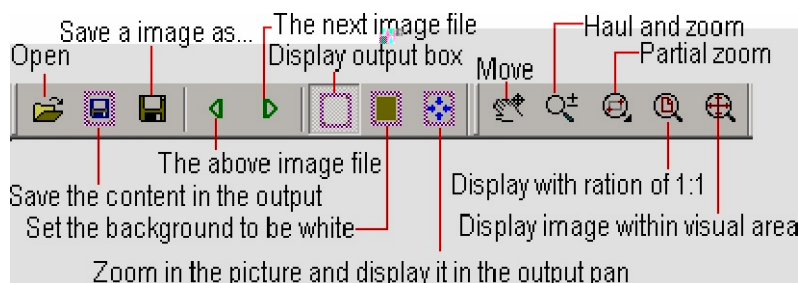 Save a image as...
The next image file
Haul and zoom
Open
Display output box
Move
Partial zoom
The above image file
Save the content in the output
Display with ration of 1:1
Set the background to be white
Display image within visual area
Zoom in the picture and display it in the output pan